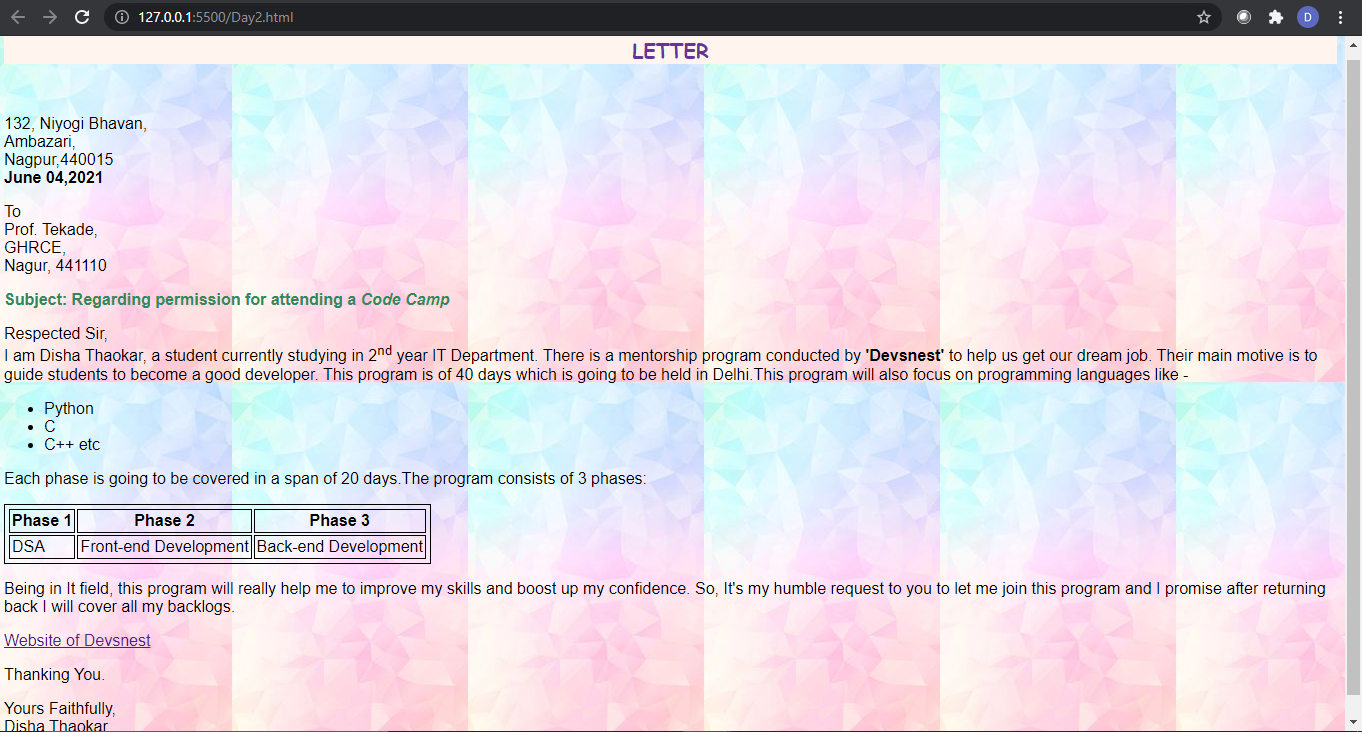 127.0.0.1:5500/Day2.html
D
LETTER
132, Niyogi Bhavan,
Ambazari,
Nagpur,440015
June 04,2021
To
Prof. Tekade,
GHRCE,
Nagur, 441110
Subject: Regarding permission for attending a Code Camp
Respected Sir,
I am Disha Thaokar, a student currently studying in 2nd year IT Department. There is a mentorship program conducted by 'Devsnest' to help us get our dream job. Their main motive is to
guide students to become a good developer. This program is of 40 days which is going to be held in Delhi.This program will also focus on programming languages like -
• Python
• C
• C++ etc
Each phase is going to be covered in a span of 20 days.The program consists of 3 phases:
Phase 1 Phase 2 Phase 3
DSA Front-end Development Back-end Development
Being in It field, this program will really help me to improve my skills and boost up my confidence. So, It's my humble request to you to let me join this program and I promise after returning
back I will cover all my backlogs.
Website of Devsnest
Thanking You.
Yours Faithfully,
Disha Thaokar